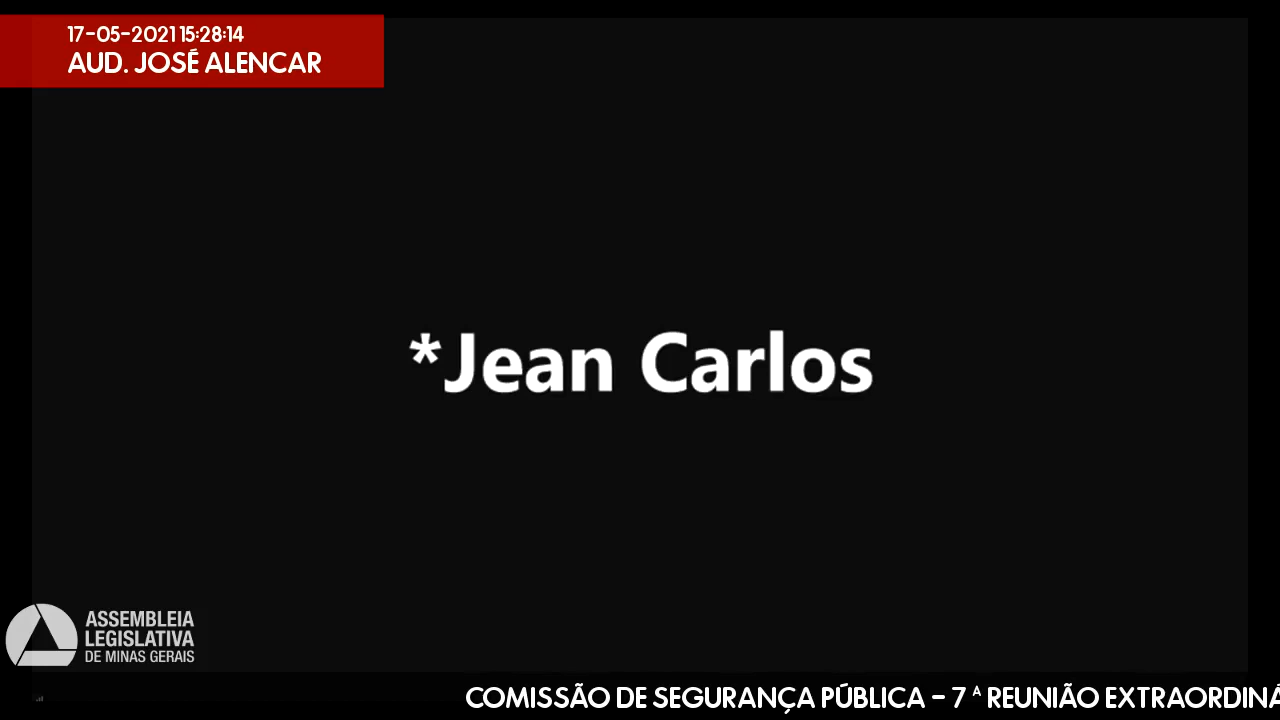 17-05-2021 15:28:14
AUD. JOSÉ ALENCAR
*Jean Carlos
ASSEMBLEIA
LEGISLATIVA
DE MINAS GERAIS
COMISSÃO DE SEGURANÇA PÚBLICA - 7 ª REUNIÃO EXTRAORDINÁ